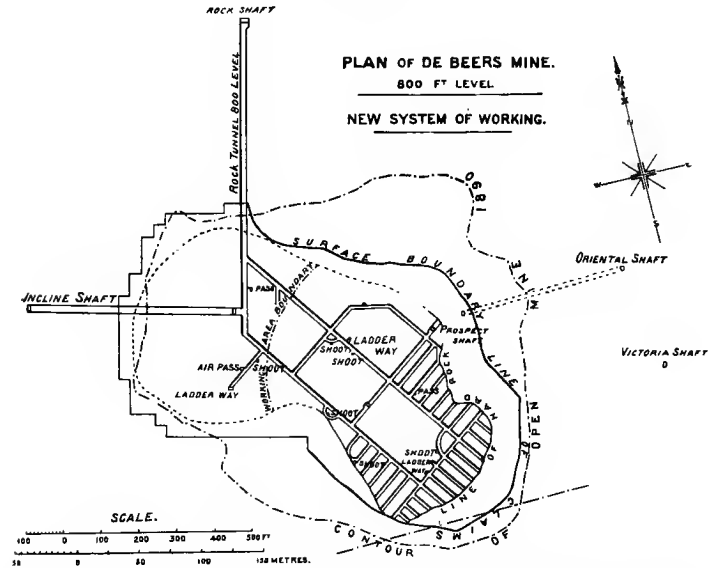 ROCK SHAFT
PLAN OF DE BEERS MINE.
800 FT LEVEL
NEW SYSTEM OF WORKING.
ROCK TUNNEL 800 LEVEL
N
W
E
S
CONTOUR OF OPEN MINE 1890
SURFACE BOUNDARY LINE OF CLAIMS
ORIENTAL SHAFT
INCLINE SHAFT
PASS
WORKING AREA BOUNDARY
PROSPECT SHAFT
LADDER WAY
SHOOT
SHOOT
VICTORIA SHAFT
AIR PASS
SHOOT
LADDER WAY
PASS
LINE OF HARD ROCK
SHOOT
SHOOT
SHOOT
LADDER WAY
SCALE.
100 0 100 200 300 400 500 FT
50 0 50 100 150 METRES.